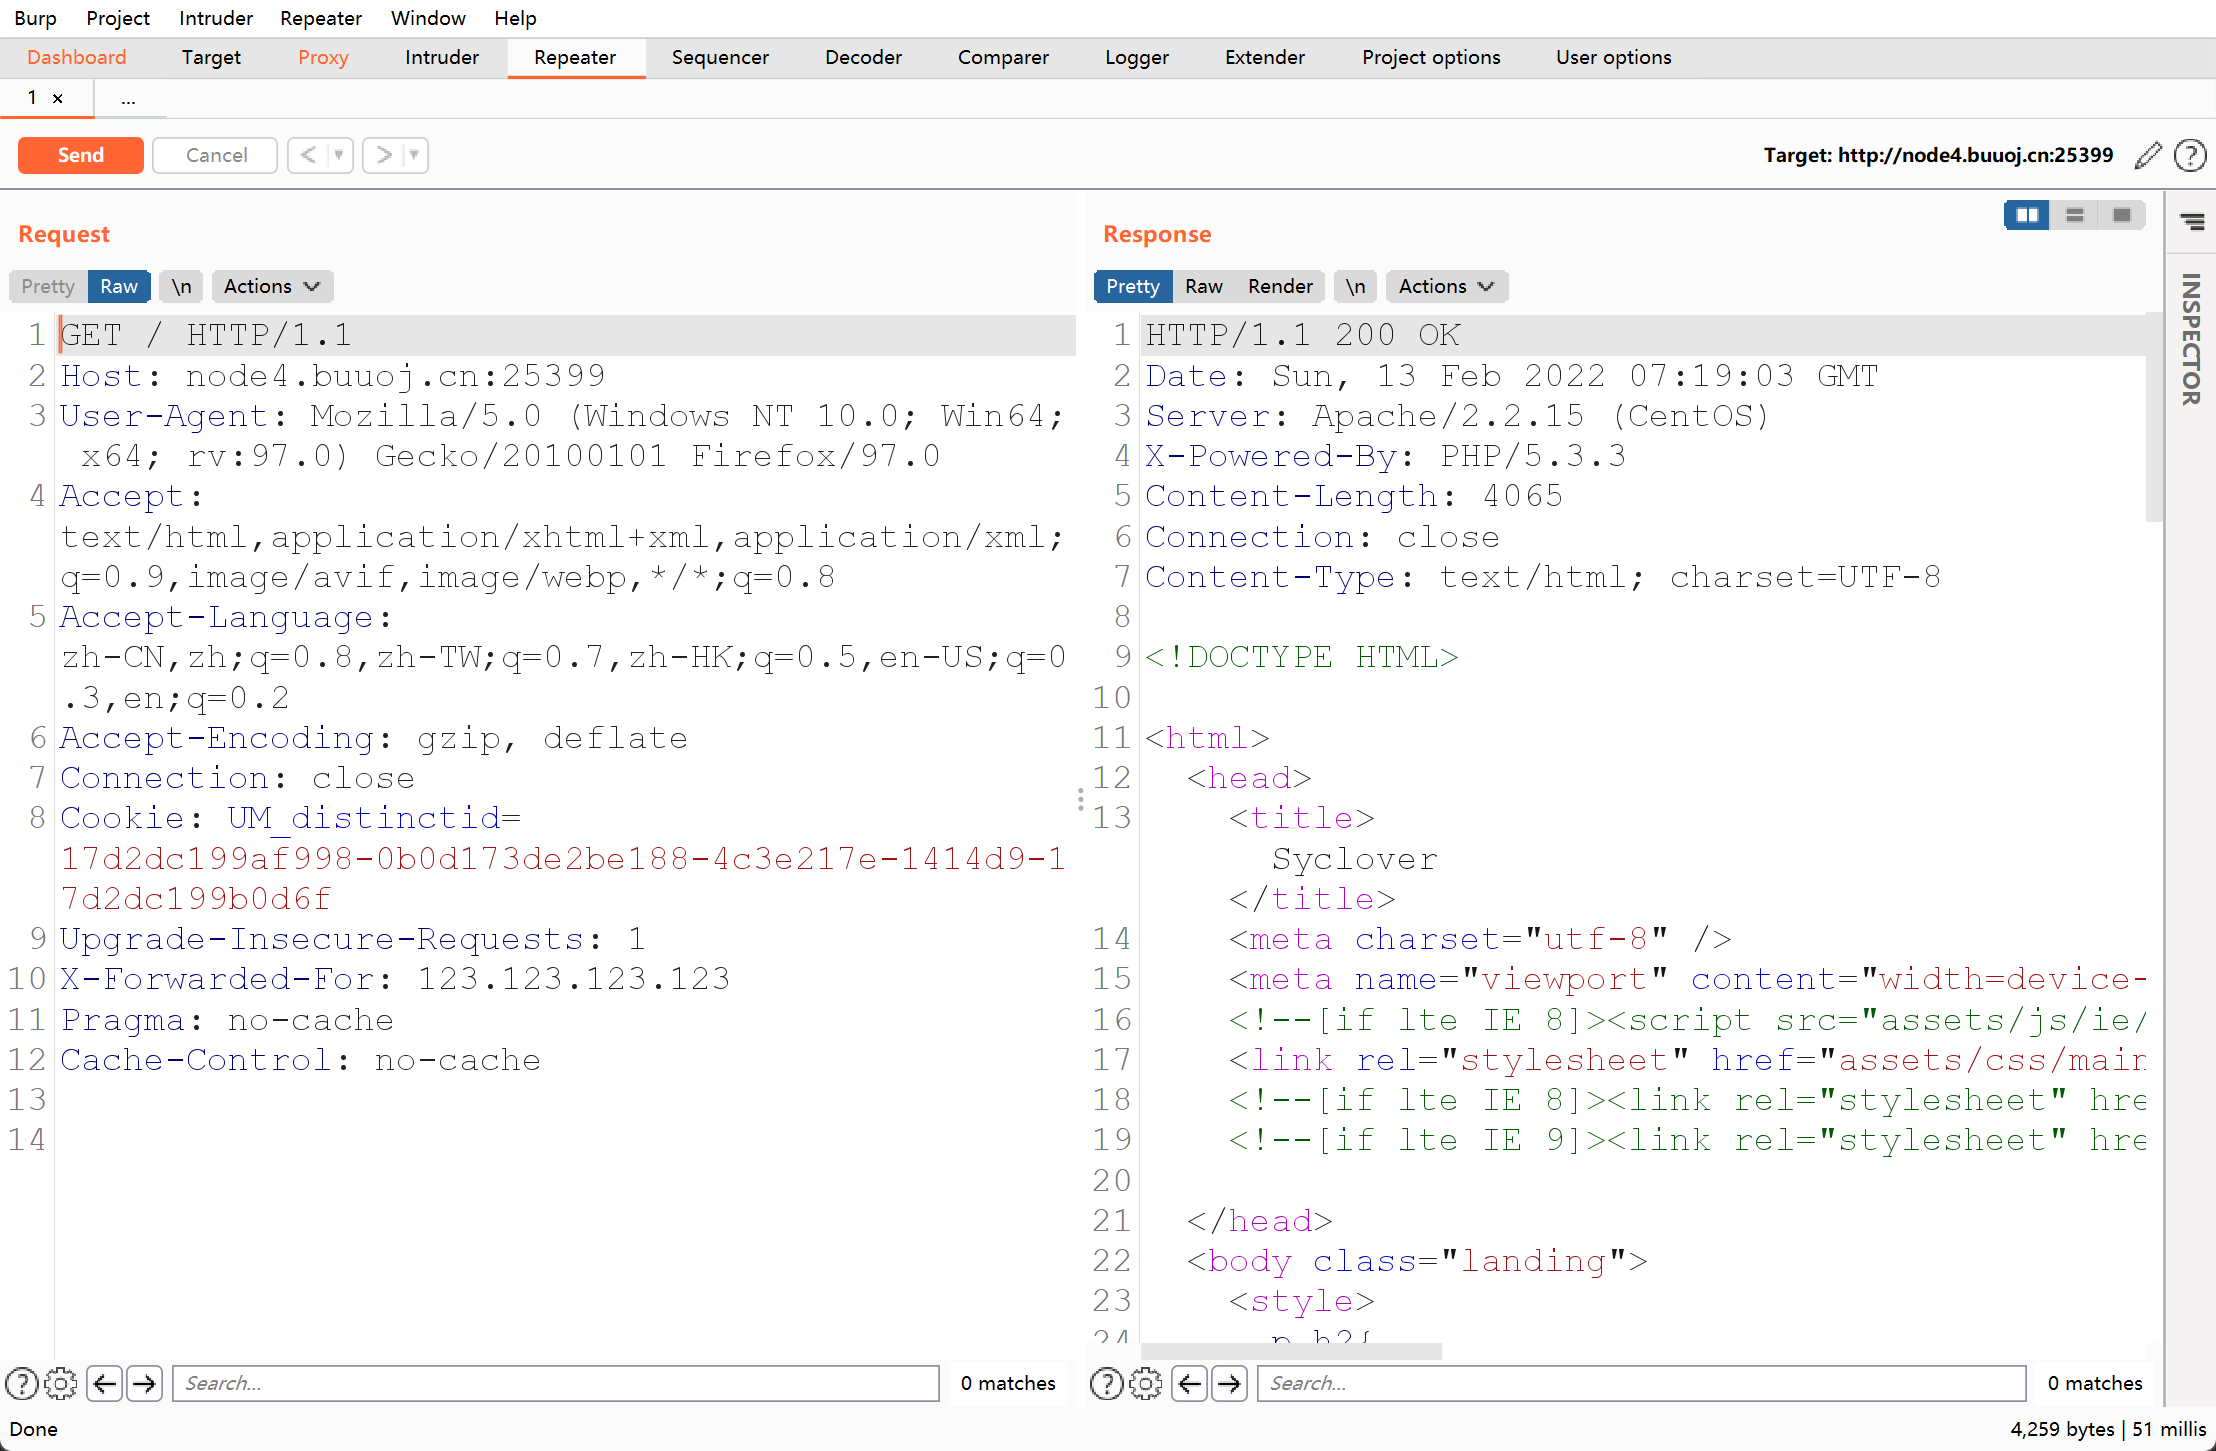 Burp Project Intruder Repeater Window Help
Dashboard Target Proxy Intruder Repeater Sequencer Decoder Comparer Logger Extender Project options User options
1 × ...
Send Cancel < > Target: http://node4.buuoj.cn:25399
Request
Pretty Raw \n Actions
1 GET / HTTP/1.1
2 Host: node4.buuoj.cn:25399
3 User-Agent: Mozilla/5.0 (Windows NT 10.0; Win64;
x64; rv:97.0) Gecko/20100101 Firefox/97.0
4 Accept:
text/html,application/xhtml+xml,application/xml;
q=0.9,image/avif,image/webp,*/*;q=0.8
5 Accept-Language:
zh-CN,zh;q=0.8,zh-TW;q=0.7,zh-HK;q=0.5,en-US;q=0
.3,en;q=0.2
6 Accept-Encoding: gzip, deflate
7 Connection: close
8 Cookie: UM_distinctid=
17d2dc199af998-0b0d173de2be188-4c3e217e-1414d9-1
7d2dc199b0d6f
9 Upgrade-Insecure-Requests: 1
10 X-Forwarded-For: 123.123.123.123
11 Pragma: no-cache
12 Cache-Control: no-cache
13
14
Search... 0 matches
Response
Pretty Raw Render \n Actions
1 HTTP/1.1 200 OK
2 Date: Sun, 13 Feb 2022 07:19:03 GMT
3 Server: Apache/2.2.15 (CentOS)
4 X-Powered-By: PHP/5.3.3
5 Content-Length: 4065
6 Connection: close
7 Content-Type: text/html; charset=UTF-8
8
9 <!DOCTYPE HTML>
10
11 <html>
12 <head>
13 <title>
Syclover
</title>
14 <meta charset="utf-8" />
15 <meta name="viewport" content="width=device-
16 <!--[if lte IE 8]><script src="assets/js/ie/
17 <link rel="stylesheet" href="assets/css/main
18 <!--[if lte IE 8]><link rel="stylesheet" hre
19 <!--[if lte IE 9]><link rel="stylesheet" hre
20
21 </head>
22 <body class="landing">
23 <style>
24 p,h2{
Search... 0 matches
INSPECTOR
Done
4,259 bytes | 51 millis